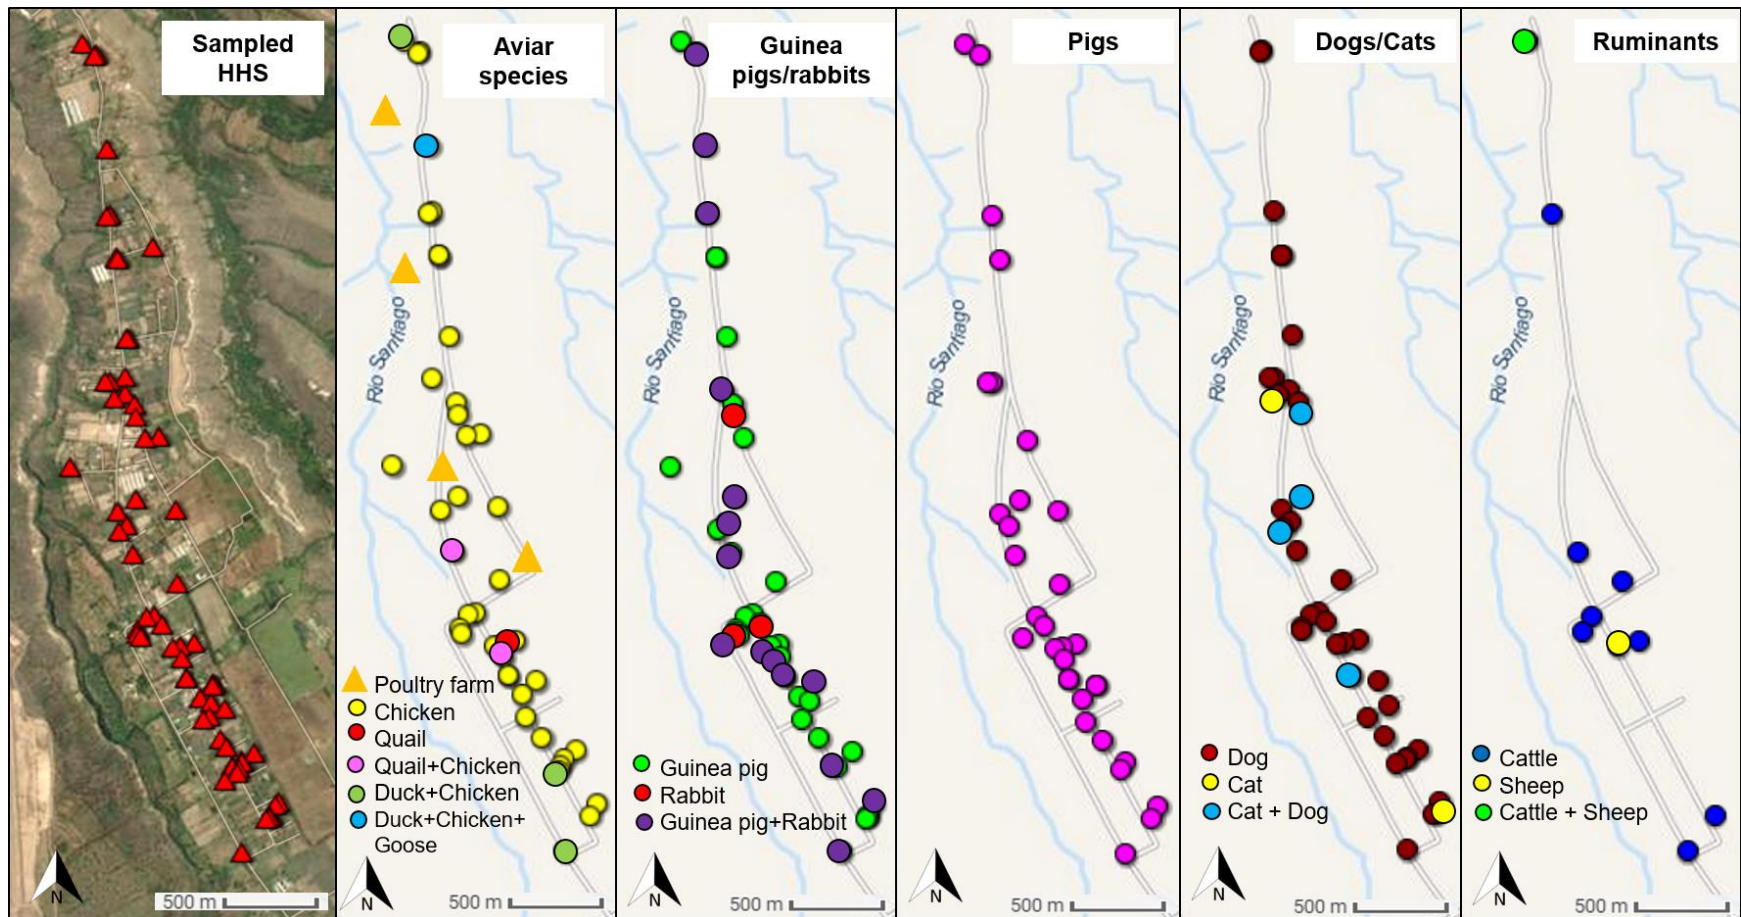 Sampled
HHS
N
500 m
Aviar
species
Rio Santiago
Poultry farm
Chicken
Quail
Quail+Chicken
Duck+Chicken
Duck+Chicken+
Goose
N
500 m
Guinea
pigs/rabbits
Rio Santiago
Guinea pig
Rabbit
Guinea pig+Rabbit
N
500 m
Pigs
Rio Santiago
N
500 m
Dogs/Cats
Rio Santiago
Dog
Cat
Cat + Dog
N
500 m
Ruminants
Rio Santiago
Cattle
Sheep
Cattle + Sheep
N
500 m